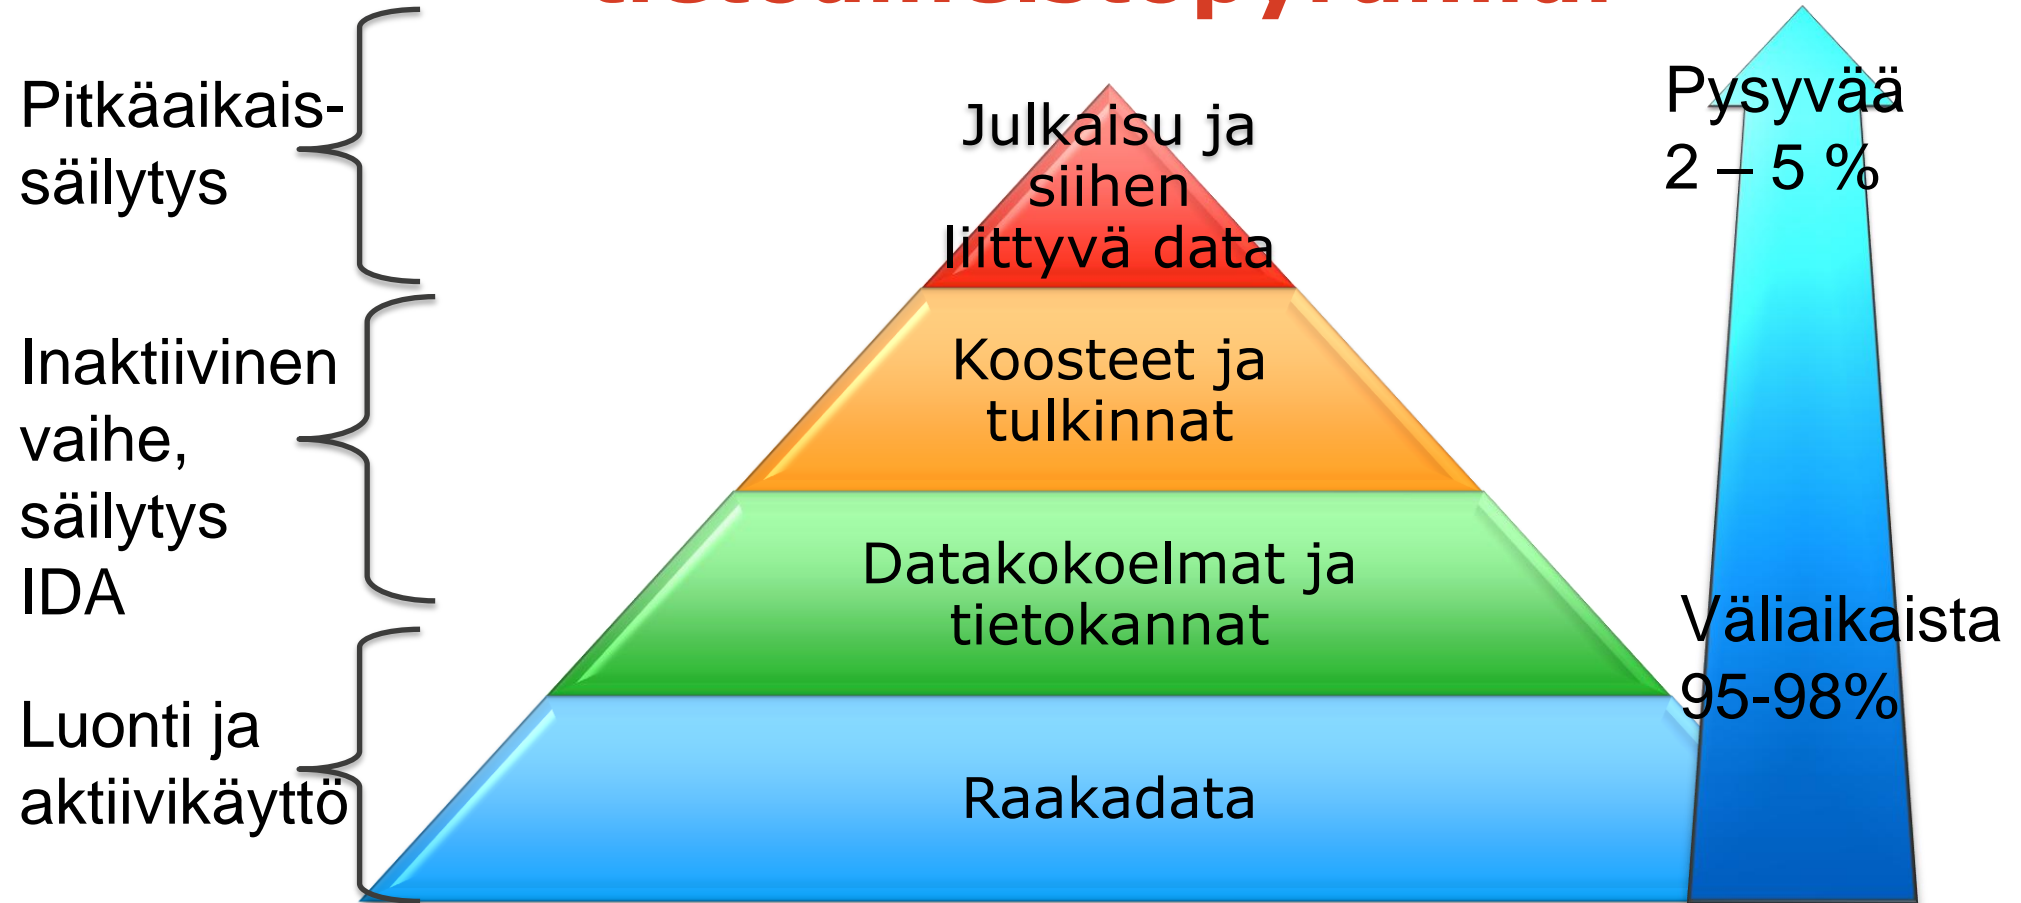 Pitkäaikais-
säilytys
Inaktiivinen
vaihe,
säilytys
IDA
Luonti ja
aktiivikäyttö
Julkaisu ja
siihen
liittyvä data
Koosteet ja
tulkinnat
Datakokoelmat ja
tietokannat
Raakadata
Pysyvää
2 – 5 %
Väliaikaista
95-98%